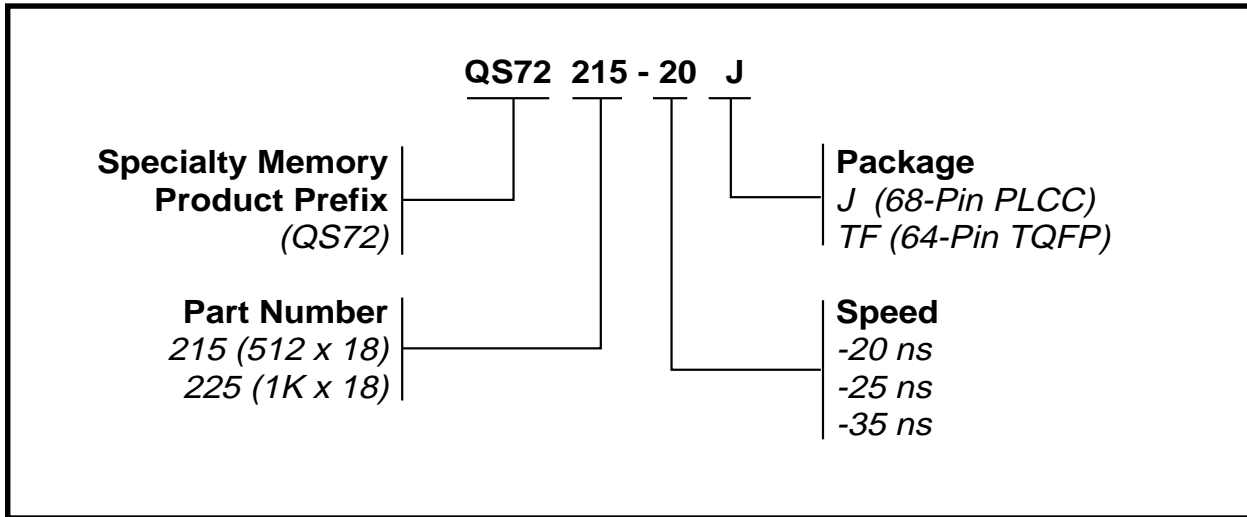 QS72 215 - 20 J
Specialty Memory
Product Prefix
(QS72)
Package
J (68-Pin PLCC)
TF (64-Pin TQFP)
Part Number
215 (512 x 18)
225 (1K x 18)
Speed
-20 ns
-25 ns
-35 ns